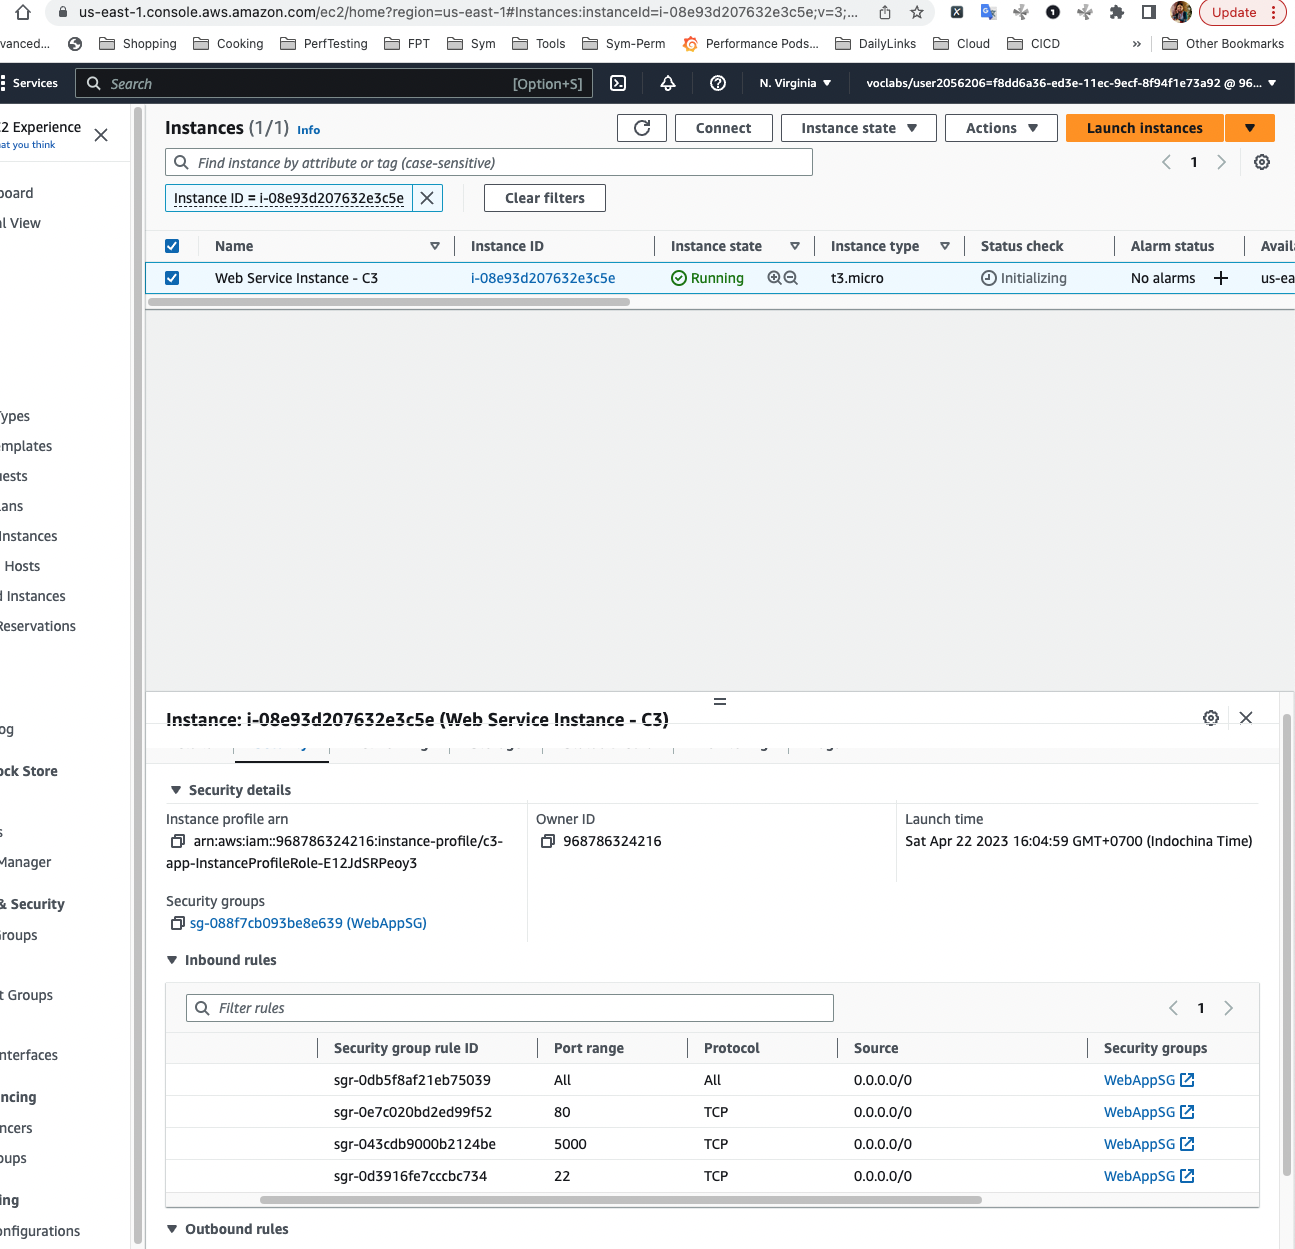 us-east-1.console.aws.amazon.com/ec2/home?region=us-east-1#Instances:instanceId=i-08e93d207632e3c5e;v=3;... Update
vanced... Shopping Cooking PerfTesting FPT Sym Tools Sym-Perm Performance Pods... DailyLinks Cloud CICD » Other Bookmarks
Services Search [Option+S] N. Virginia voclabs/user2056206=f8dd6a36-ed3e-11ec-9ecf-8f94f1e73a92 @ 96...
2 Experience
at you think
board
l View
ypes
mplates
uests
ans
Instances
Hosts
d Instances
Reservations
og
ock Store
s
Manager
& Security
Groups
t Groups
nterfaces
ncing
ncers
oups
ing
onfigurations
Instances (1/1) Info Connect Instance state Actions Launch instances
Find instance by attribute or tag (case-sensitive) 1
Instance ID = i-08e93d207632e3c5e Clear filters
Name Instance ID Instance state Instance type Status check Alarm status Avail
Web Service Instance - C3 i-08e93d207632e3c5e Running t3.micro Initializing No alarms + us-ea
Instance: i-08e93d207632e3c5e (Web Service Instance - C3)
Security details
Instance profile arn
arn:aws:iam::968786324216:instance-profile/c3-
app-InstanceProfileRole-E12JdSRPeoy3
Owner ID
968786324216
Launch time
Sat Apr 22 2023 16:04:59 GMT+0700 (Indochina Time)
Security groups
sg-088f7cb093be8e639 (WebAppSG)
Inbound rules
Filter rules 1
Security group rule ID Port range Protocol Source Security groups
sgr-0db5f8af21eb75039 All All 0.0.0.0/0 WebAppSG
sgr-0e7c020bd2ed99f52 80 TCP 0.0.0.0/0 WebAppSG
sgr-043cdb9000b2124be 5000 TCP 0.0.0.0/0 WebAppSG
sgr-0d3916fe7cccbc734 22 TCP 0.0.0.0/0 WebAppSG
Outbound rules